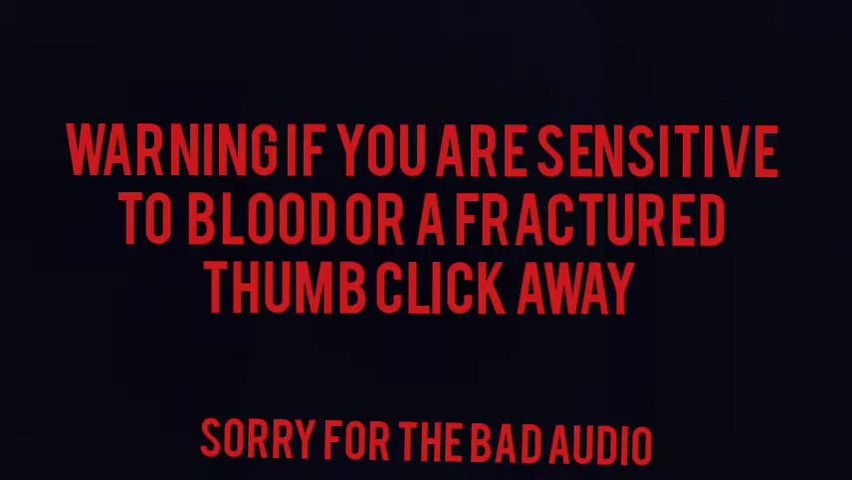 WARNING IF YOU ARE SENSITIVE
TO BLOOD OR A FRACTURED
THUMB CLICK AWAY
SORRY FOR THE BAD AUDIO